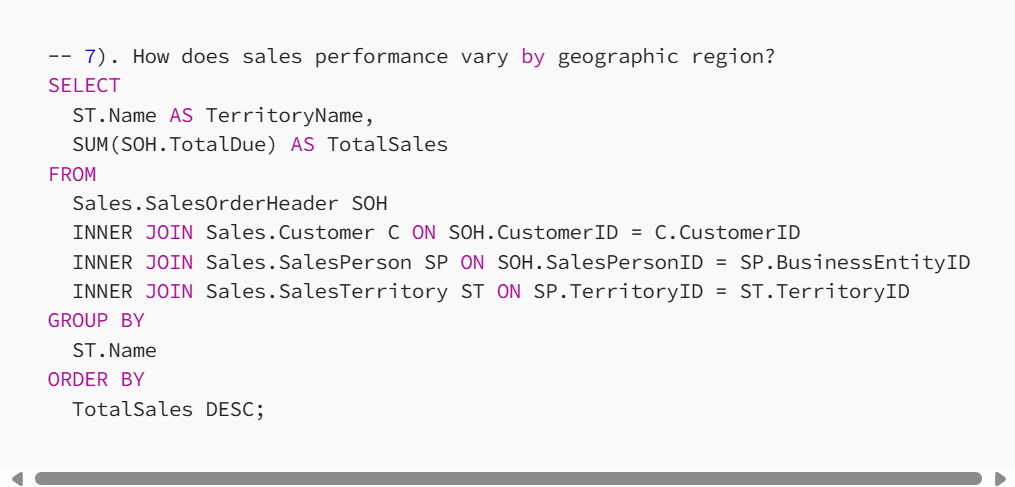 -- 7). How does sales performance vary by geographic region?
SELECT
  ST.Name AS TerritoryName,
  SUM(SOH.TotalDue) AS TotalSales
FROM
  Sales.SalesOrderHeader SOH
  INNER JOIN Sales.Customer C ON SOH.CustomerID = C.CustomerID
  INNER JOIN Sales.SalesPerson SP ON SOH.SalesPersonID = SP.BusinessEntityID
  INNER JOIN Sales.SalesTerritory ST ON SP.TerritoryID = ST.TerritoryID
GROUP BY
  ST.Name
ORDER BY
  TotalSales DESC;